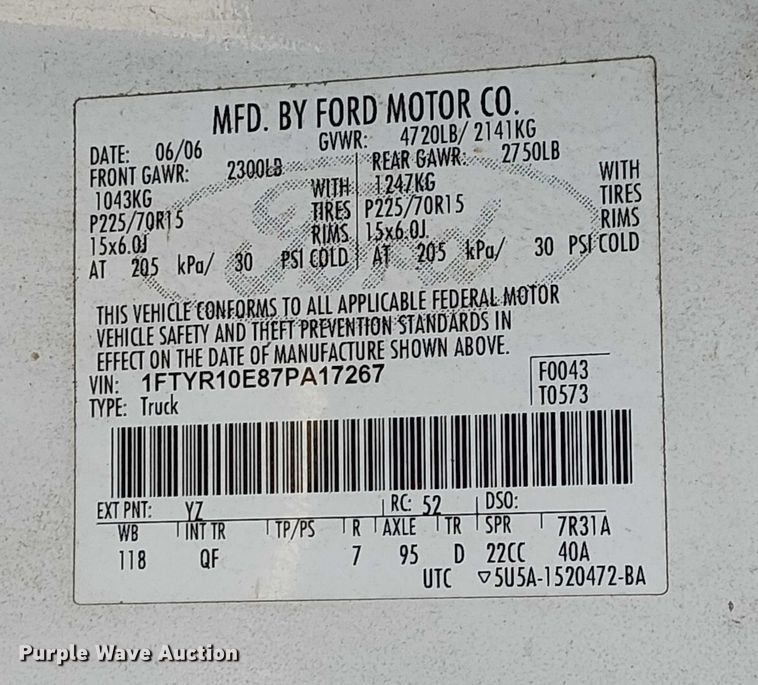 MFD. BY FORD MOTOR CO.
DATE: 06/06 GVWR: 4720LB/ 2141KG
FRONT GAWR: 2300LB REAR GAWR: 2750LB
1043KG WITH 1247KG WITH
P225/70R15 TIRES P225/70R15 TIRES
15x6.0J RIMS 15x6.0J RIMS
AT 205 kPa/ 30 PSI COLD AT 205 kPa/ 30 PSI COLD
Ford
THIS VEHICLE CONFORMS TO ALL APPLICABLE FEDERAL MOTOR
VEHICLE SAFETY AND THEFT PREVENTION STANDARDS IN
EFFECT ON THE DATE OF MANUFACTURE SHOWN ABOVE.
VIN: 1FTYR10E87PA17267 F0043
TYPE: Truck T0573
EXT PNT: YZ RC: 52 DSO:
WB INT TR TP/PS R AXLE TR SPR 7R31A
118 QF 7 95 D 22CC 40A
UTC ▽5U5A-1520472-BA
Purple Wave Auction